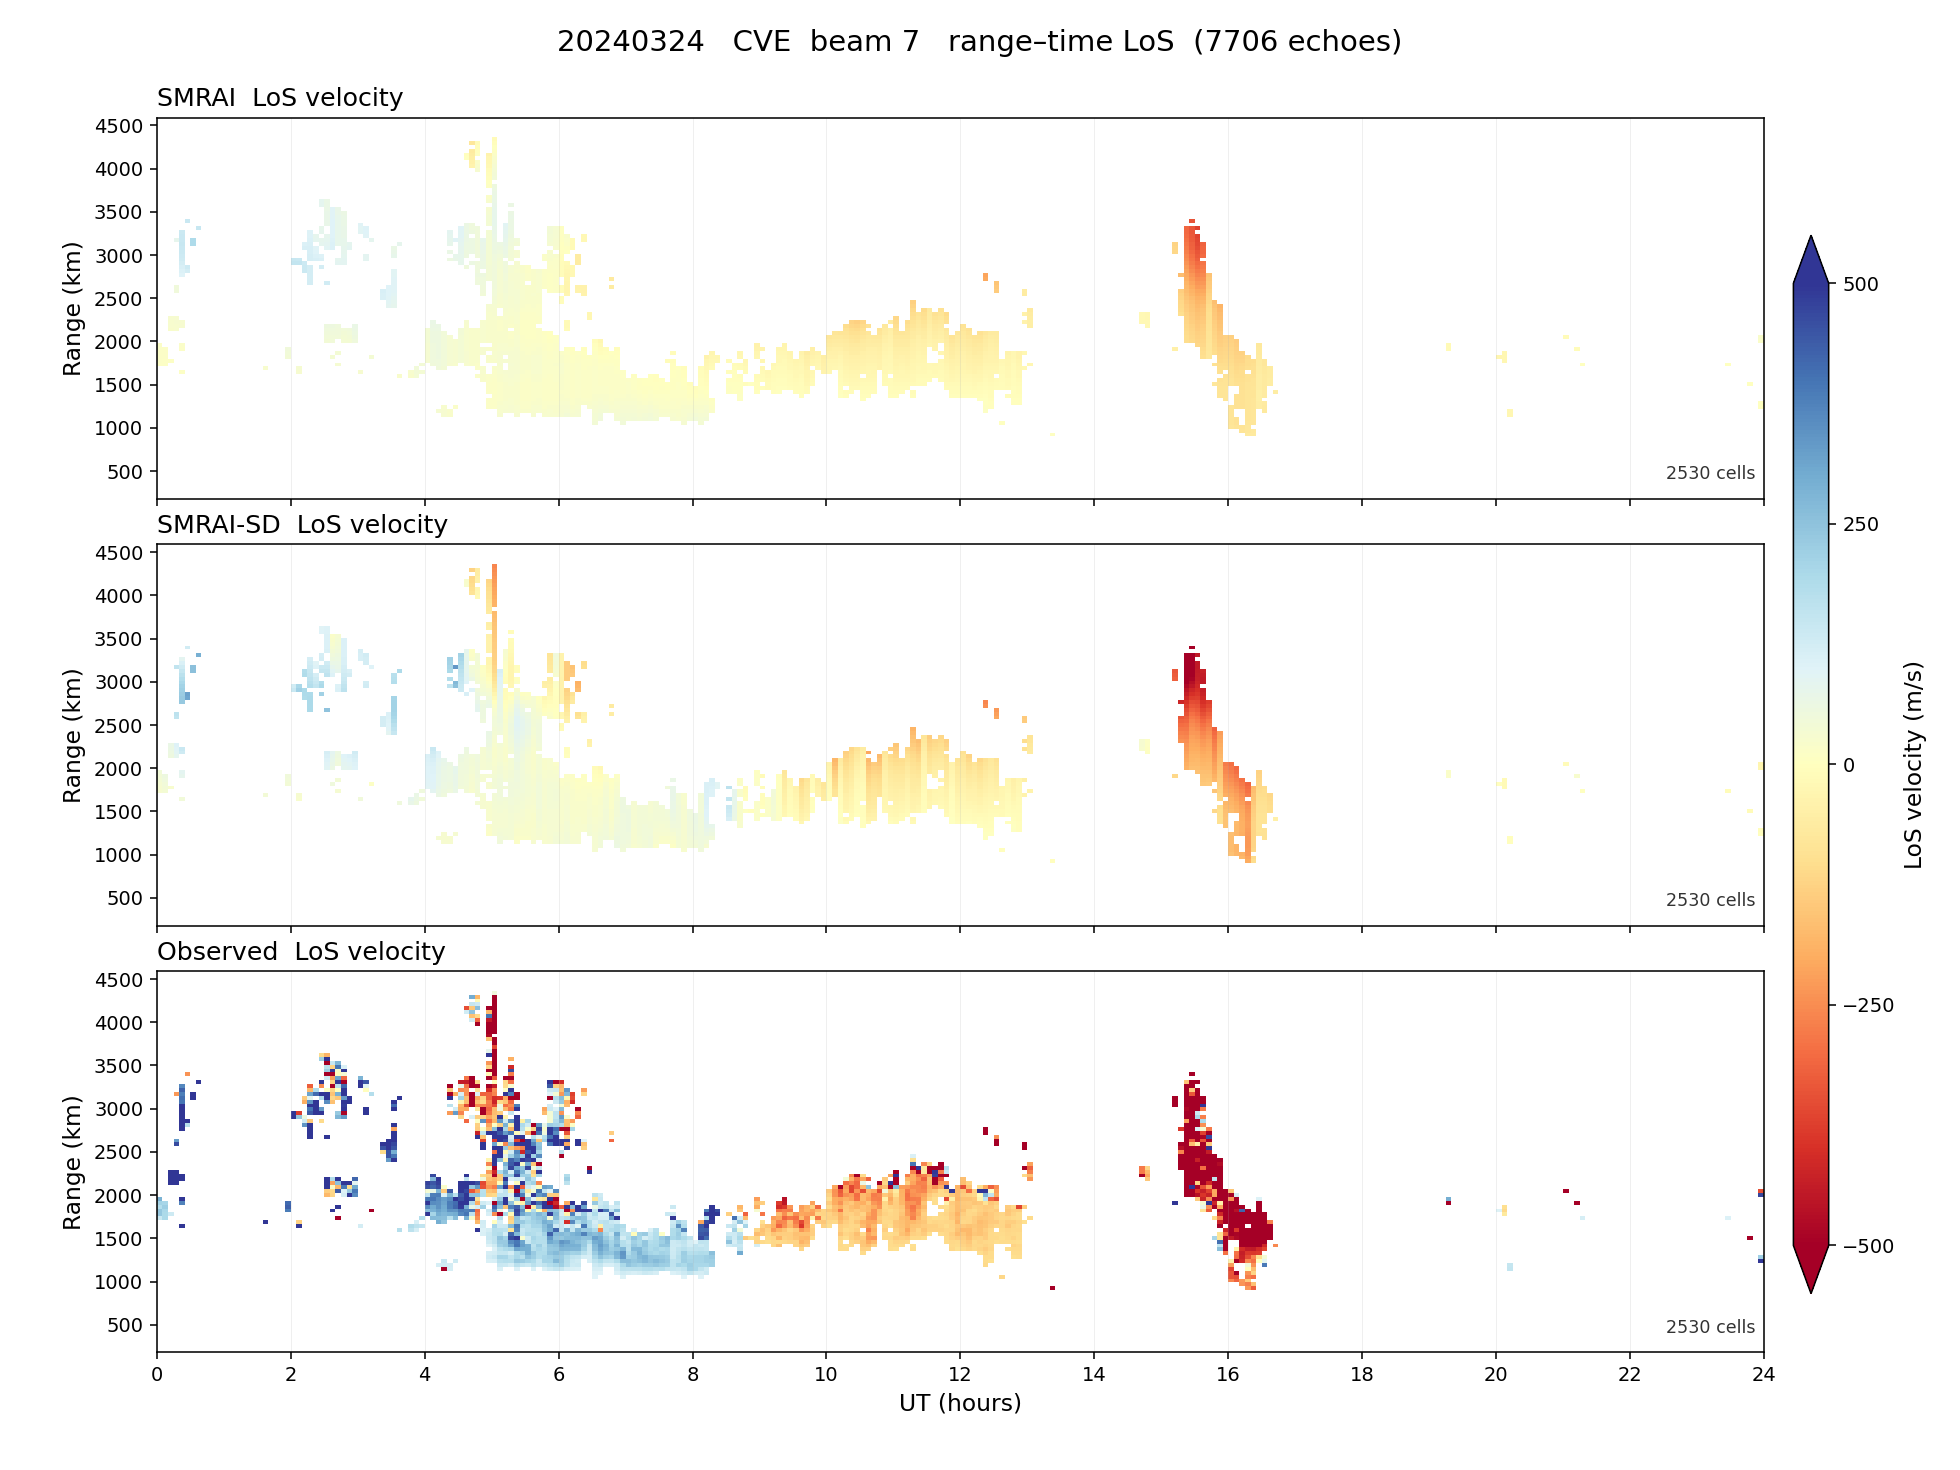 20240324   CVE  beam 7   range–time LoS  (7706 echoes)
SMRAI  LoS velocity
4500
4000
3500
3000
2500
2000
1500
1000
500
Range (km)
2530 cells
SMRAI-SD  LoS velocity
4500
4000
3500
3000
2500
2000
1500
1000
500
Range (km)
2530 cells
Observed  LoS velocity
4500
4000
3500
3000
2500
2000
1500
1000
500
Range (km)
2530 cells
0 2 4 6 8 10 12 14 16 18 20 22 24
UT (hours)
500
250
0
−250
−500
LoS velocity (m/s)